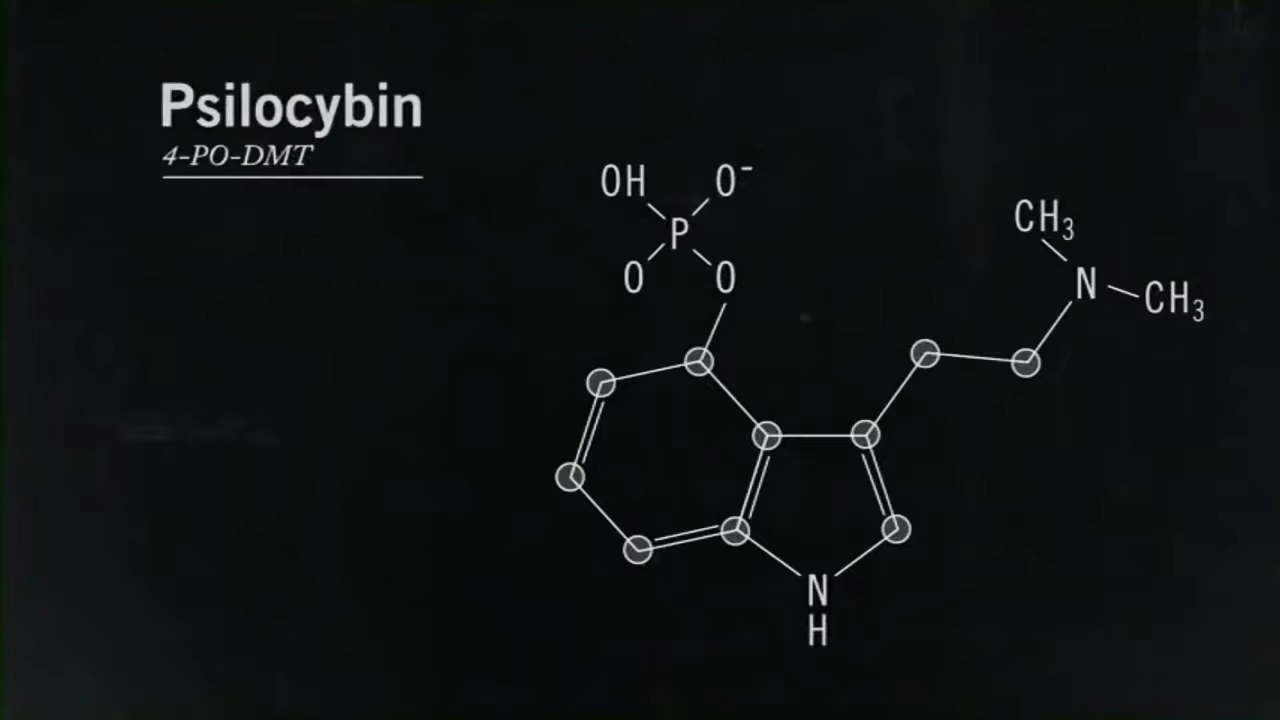 Psilocybin
4-PO-DMT
OH O⁻
P
O O
CH₃
N CH₃
N
H